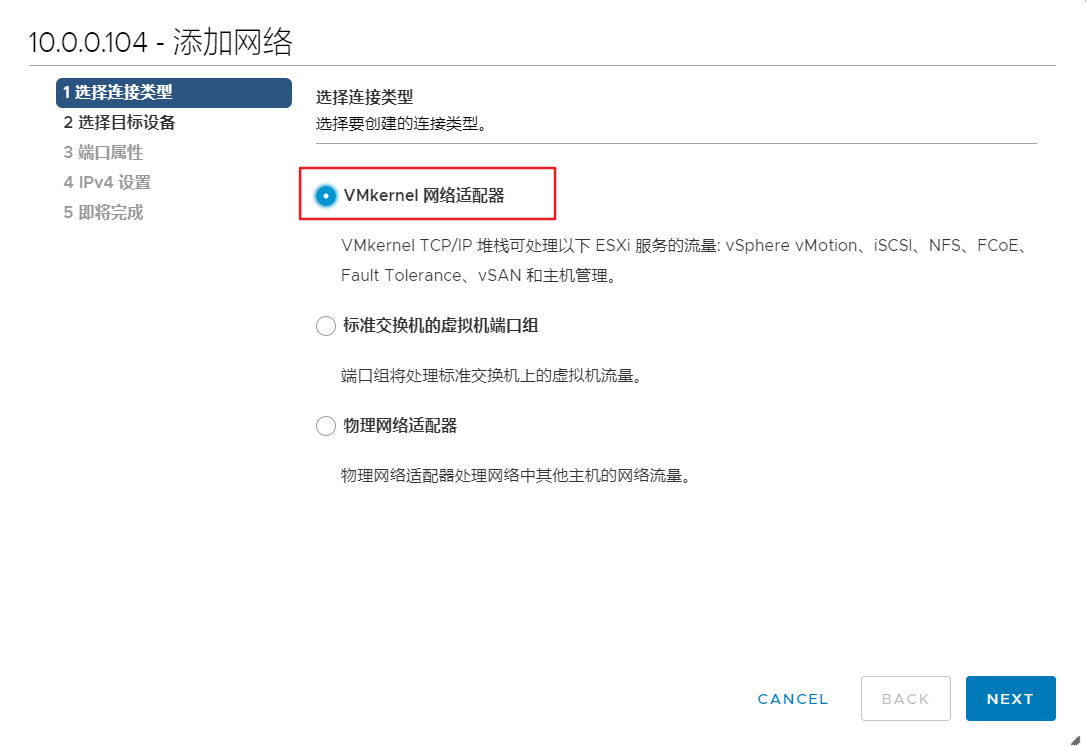 10.0.0.104 - 添加网络
1 选择连接类型
2 选择目标设备
3 端口属性
4 IPv4 设置
5 即将完成
选择连接类型
选择要创建的连接类型。
VMkernel 网络适配器
VMkernel TCP/IP 堆栈可处理以下 ESXi 服务的流量: vSphere vMotion、iSCSI、NFS、FCoE、
Fault Tolerance、vSAN 和主机管理。
标准交换机的虚拟机端口组
端口组将处理标准交换机上的虚拟机流量。
物理网络适配器
物理网络适配器处理网络中其他主机的网络流量。
CANCEL
BACK
NEXT